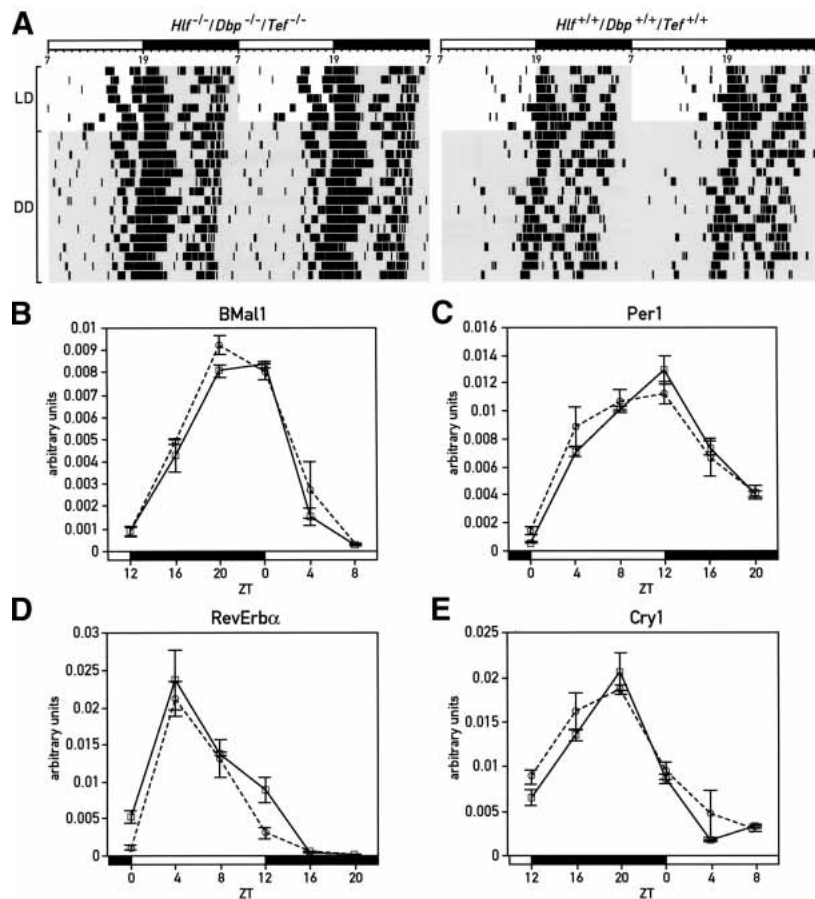 A
Hlf-/-/Dbp-/-/Tef-/-
Hlf+/+/Dbp+/+/Tef+/+
7 19 7 19 7
7 19 7 19 7
LD
DD
B
BMal1
arbitrary units
0.01
0.009
0.008
0.007
0.006
0.005
0.004
0.003
0.002
0.001
0
12 16 20 0 4 8
ZT
C
Per1
arbitrary units
0.016
0.014
0.012
0.01
0.008
0.006
0.004
0.002
0
0 4 8 12 16 20
ZT
D
RevErbα
arbitrary units
0.03
0.025
0.02
0.015
0.01
0.005
0
0 4 8 12 16 20
ZT
E
Cry1
arbitrary units
0.025
0.02
0.015
0.01
0.005
0
12 16 20 0 4 8
ZT